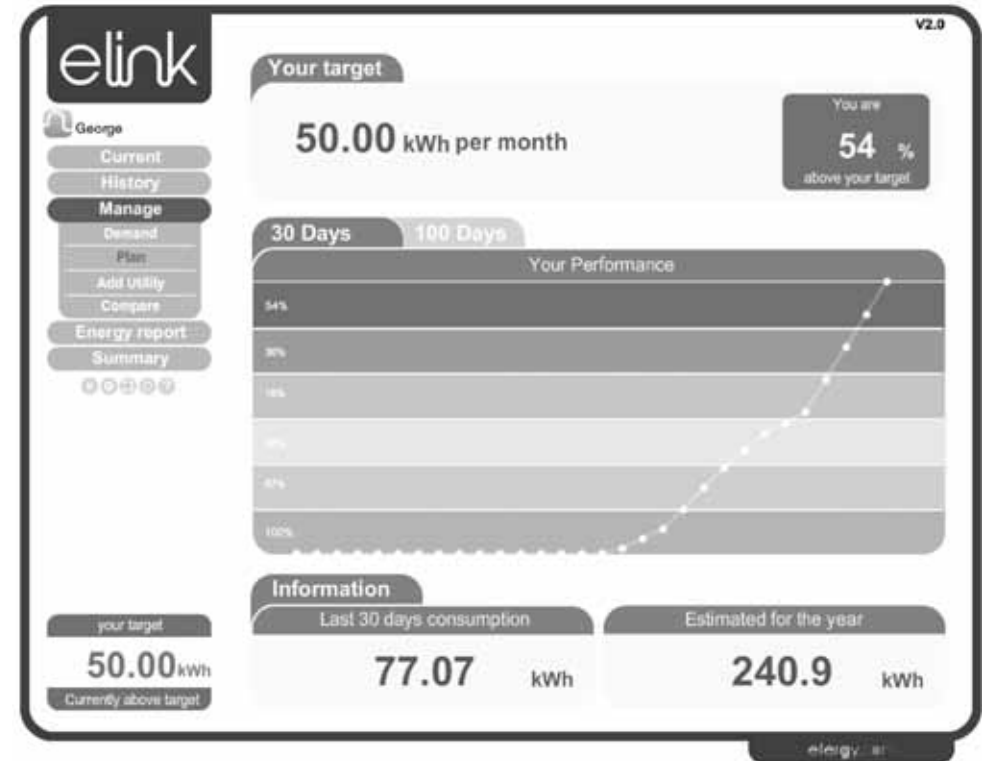 V2.0
elink
George
Current
History
Manage
Demand
Plan
Add Utility
Compare
Energy report
Summary
your target
50.00 kWh
Currently above target
Your target
50.00 kWh per month
You are
54 %
above your target
30 Days
100 Days
Your Performance
54%
100%
Information
Last 30 days consumption
77.07 kWh
Estimated for the year
240.9 kWh